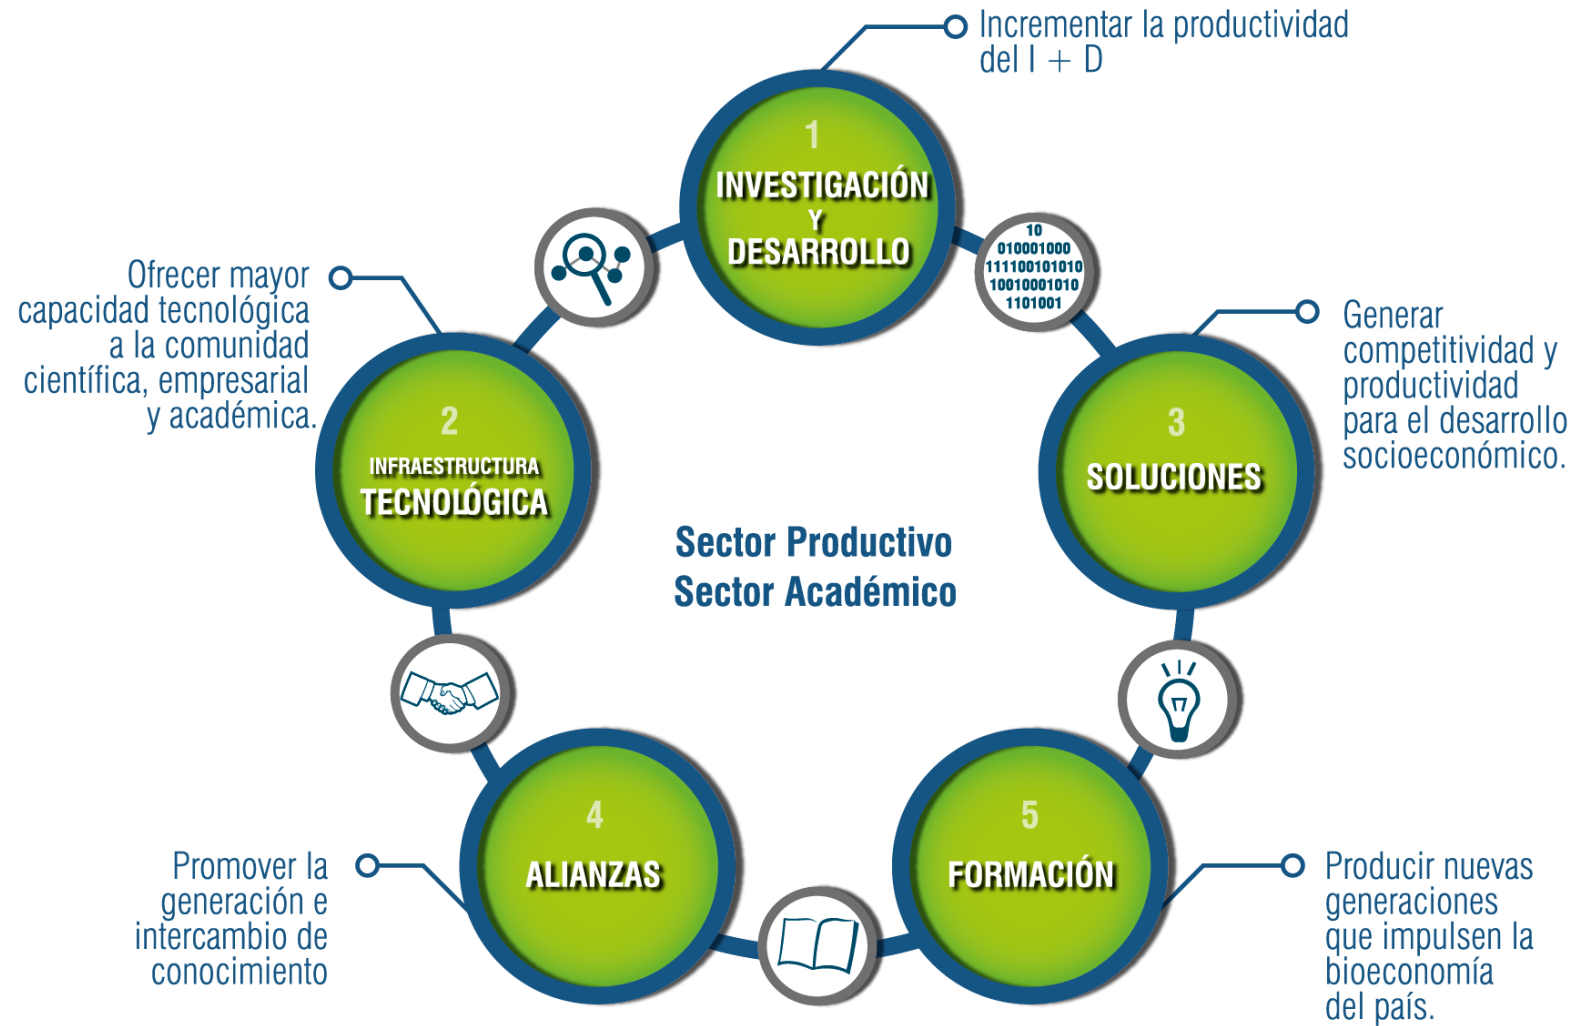 Incrementar la productividad
del I + D
1
INVESTIGACIÓN
Y
DESARROLLO
10
010001000
111100101010
10010001010
1101001
Ofrecer mayor
capacidad tecnológica
a la comunidad
científica, empresarial
y académica.
2
INFRAESTRUCTURA
TECNOLÓGICA
Generar
competitividad y
productividad
para el desarrollo
socioeconómico.
3
SOLUCIONES
Sector Productivo
Sector Académico
Promover la
generación e
intercambio de
conocimiento
4
ALIANZAS
5
FORMACIÓN
Producir nuevas
generaciones
que impulsen la
bioeconomía
del país.